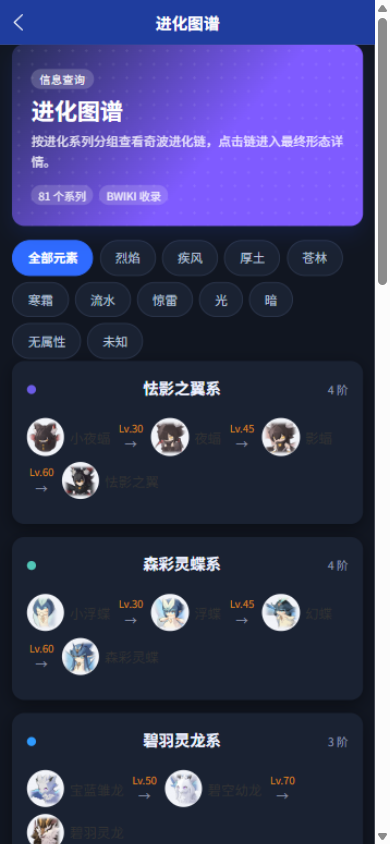 进化图谱
信息查询
进化图谱
按进化系列分组查看奇波进化链，点击链进入最终形态详
情。
81 个系列 BWIKI 收录
全部元素 烈焰 疾风 厚土 苍林
寒霜 流水 惊雷 光 暗
无属性 未知
怯影之翼系 4 阶
小夜蝠 Lv.30 → 夜蝠 Lv.45 → 影蝠
Lv.60 → 怯影之翼
森彩灵蝶系 4 阶
小浮蝶 Lv.30 → 浮蝶 Lv.45 → 幻蝶
Lv.60 → 森彩灵蝶
碧羽灵龙系 3 阶
宝蓝雏龙 Lv.50 → 碧空幼龙 Lv.70 →
碧羽灵龙